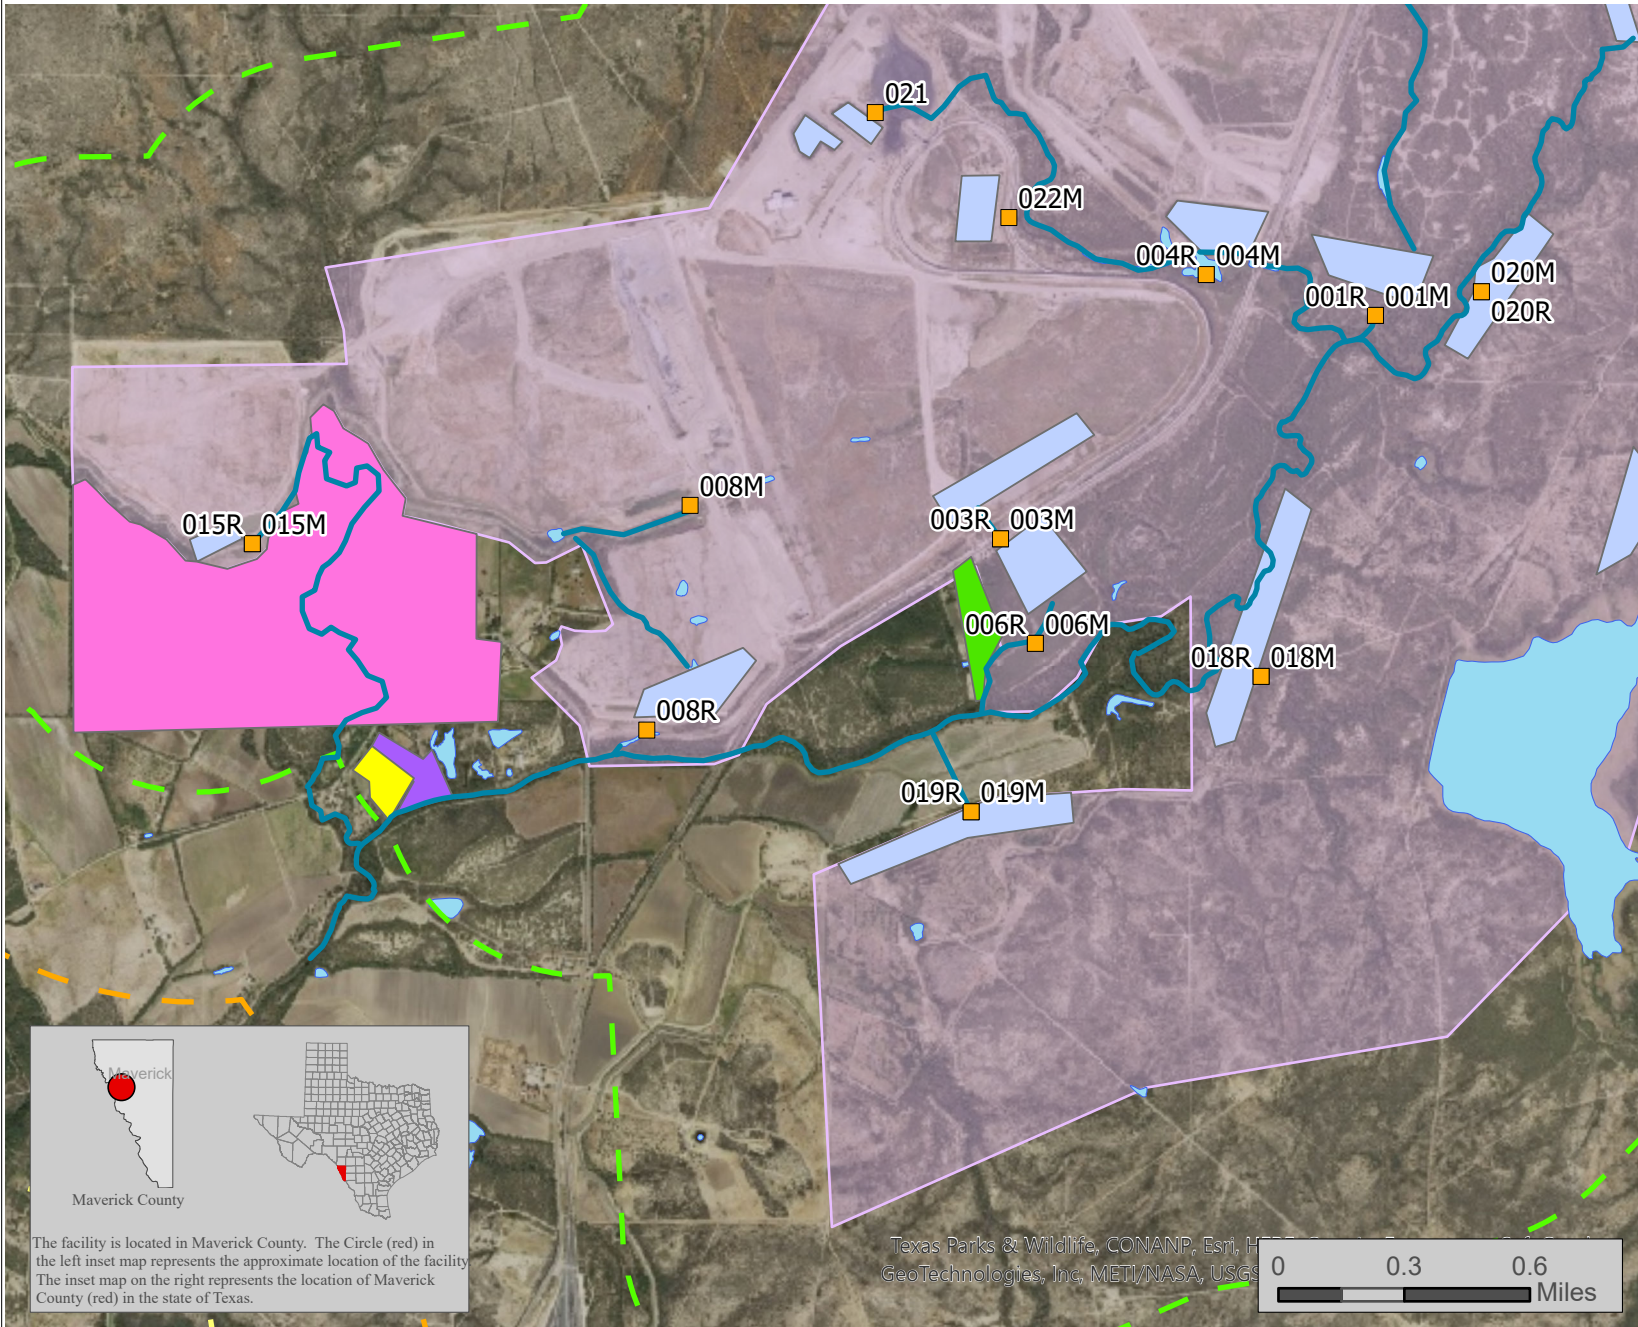 021
022M
004R 004M
020M
001R 001M
020R
008M
015R 015M
003R 003M
006R 006M
018R 018M
008R
019R 019M
Maverick
Maverick County
The facility is located in Maverick County. The Circle (red) in
the left inset map represents the approximate location of the facility
The inset map on the right represents the location of Maverick
County (red) in the state of Texas.
Texas Parks & Wildlife, CONANP, Esri,
GeoTechnologies, Inc, METI/NASA, USGS
0 0.3 0.6
Miles